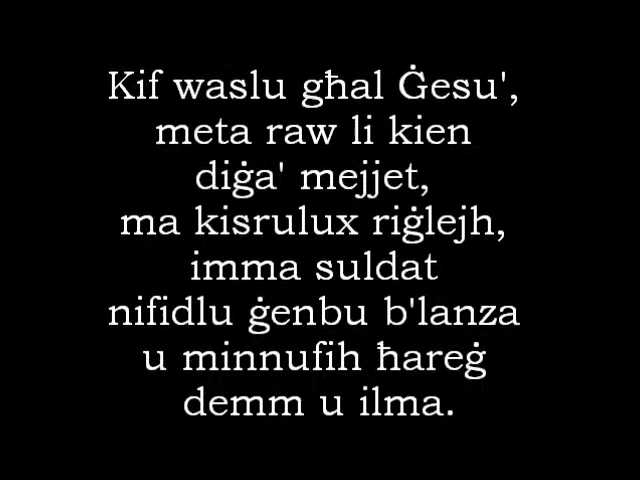 Kif waslu għal Ġesu',
meta raw li kien
diġa' mejjet,
ma kisrulux riġlejh,
imma suldat
nifidlu ġenbu b'lanza
u minnufih ħareġ
demm u ilma.